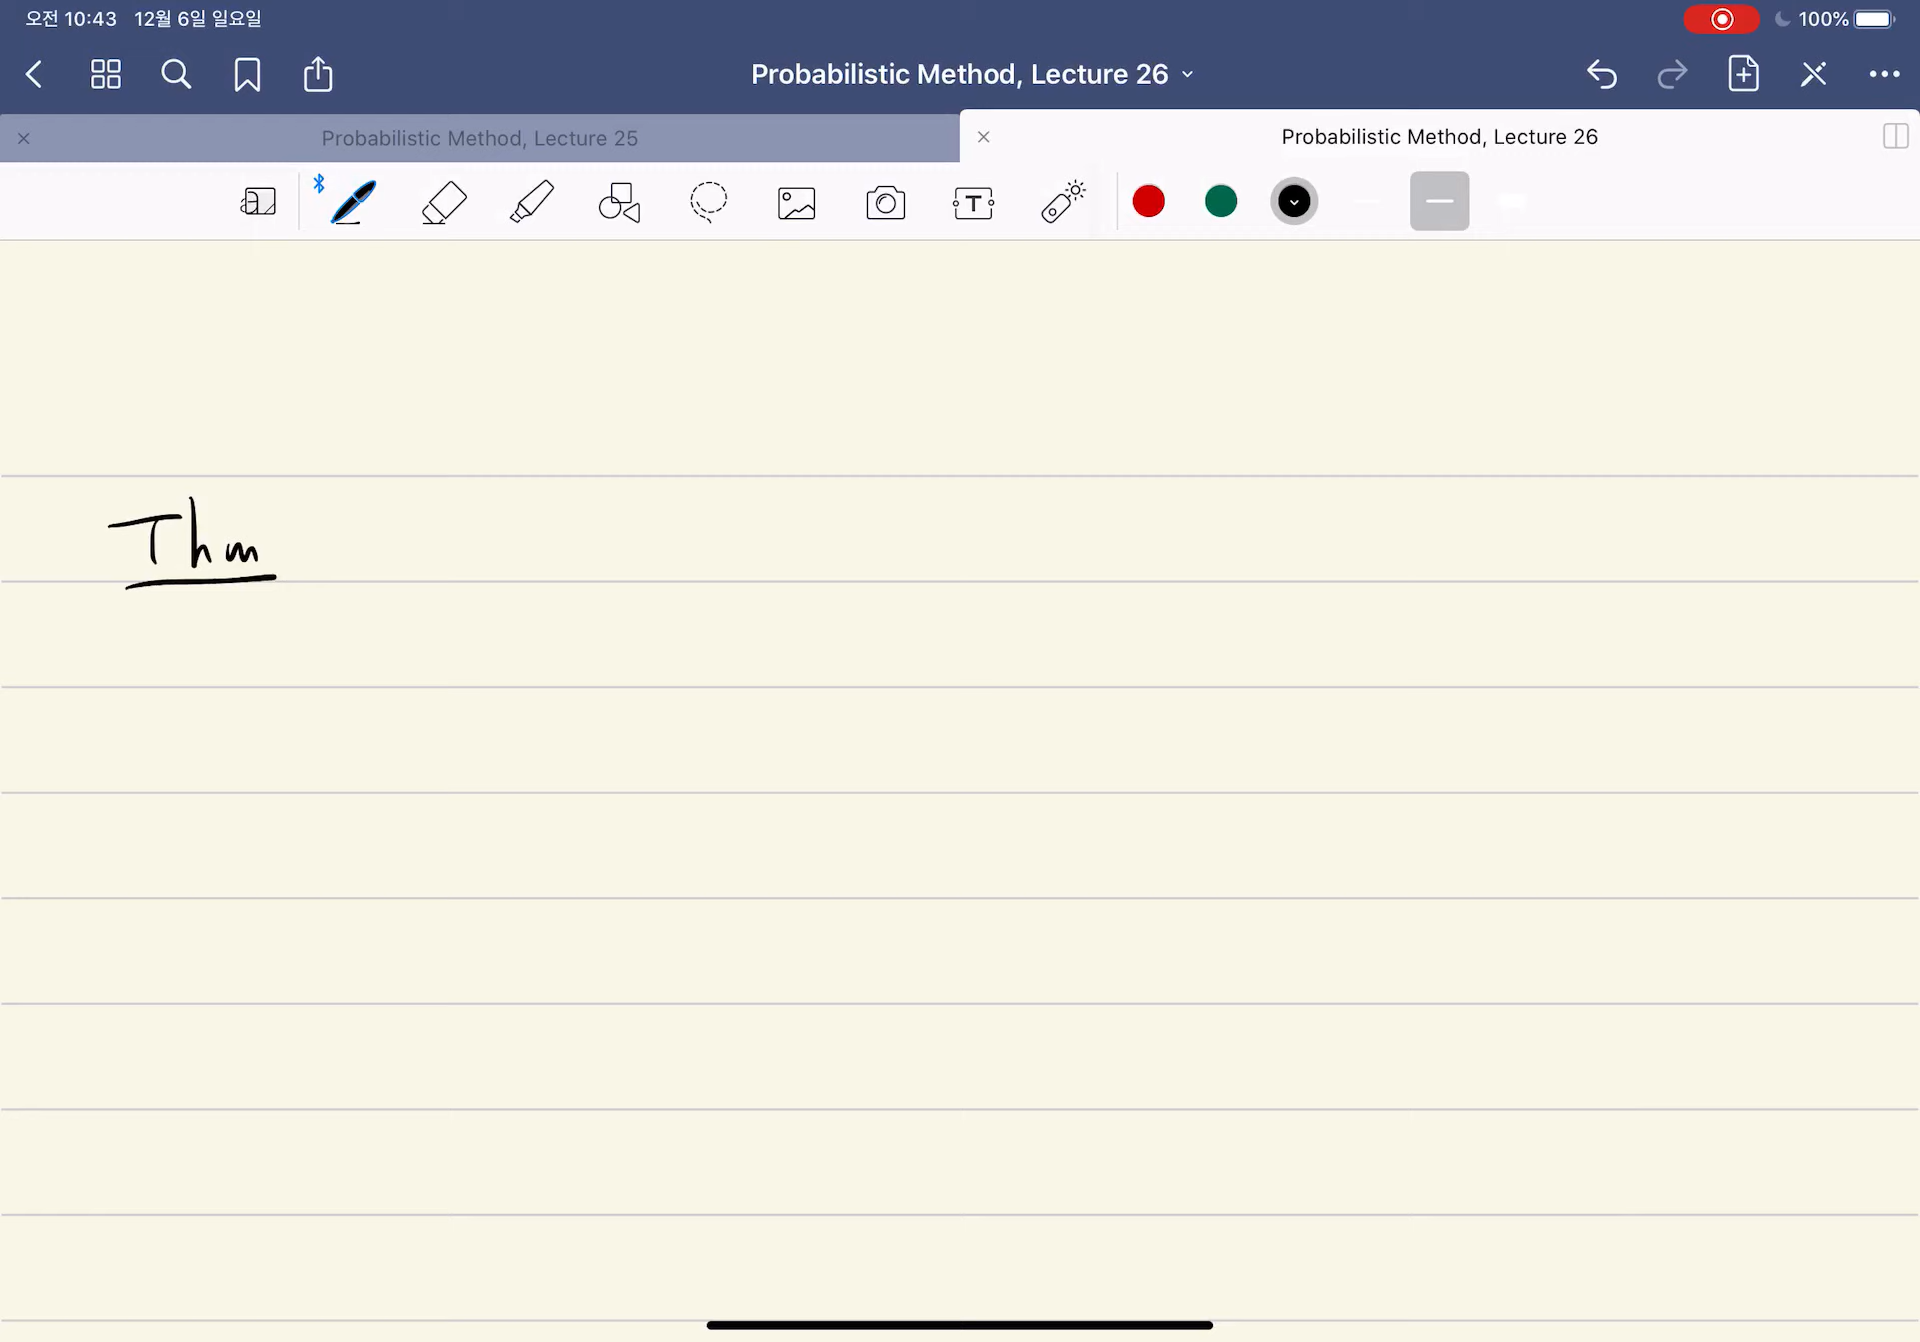 오전 10:43 12월 6일 일요일 100%
Probabilistic Method, Lecture 26
Probabilistic Method, Lecture 25
Probabilistic Method, Lecture 26
Thm